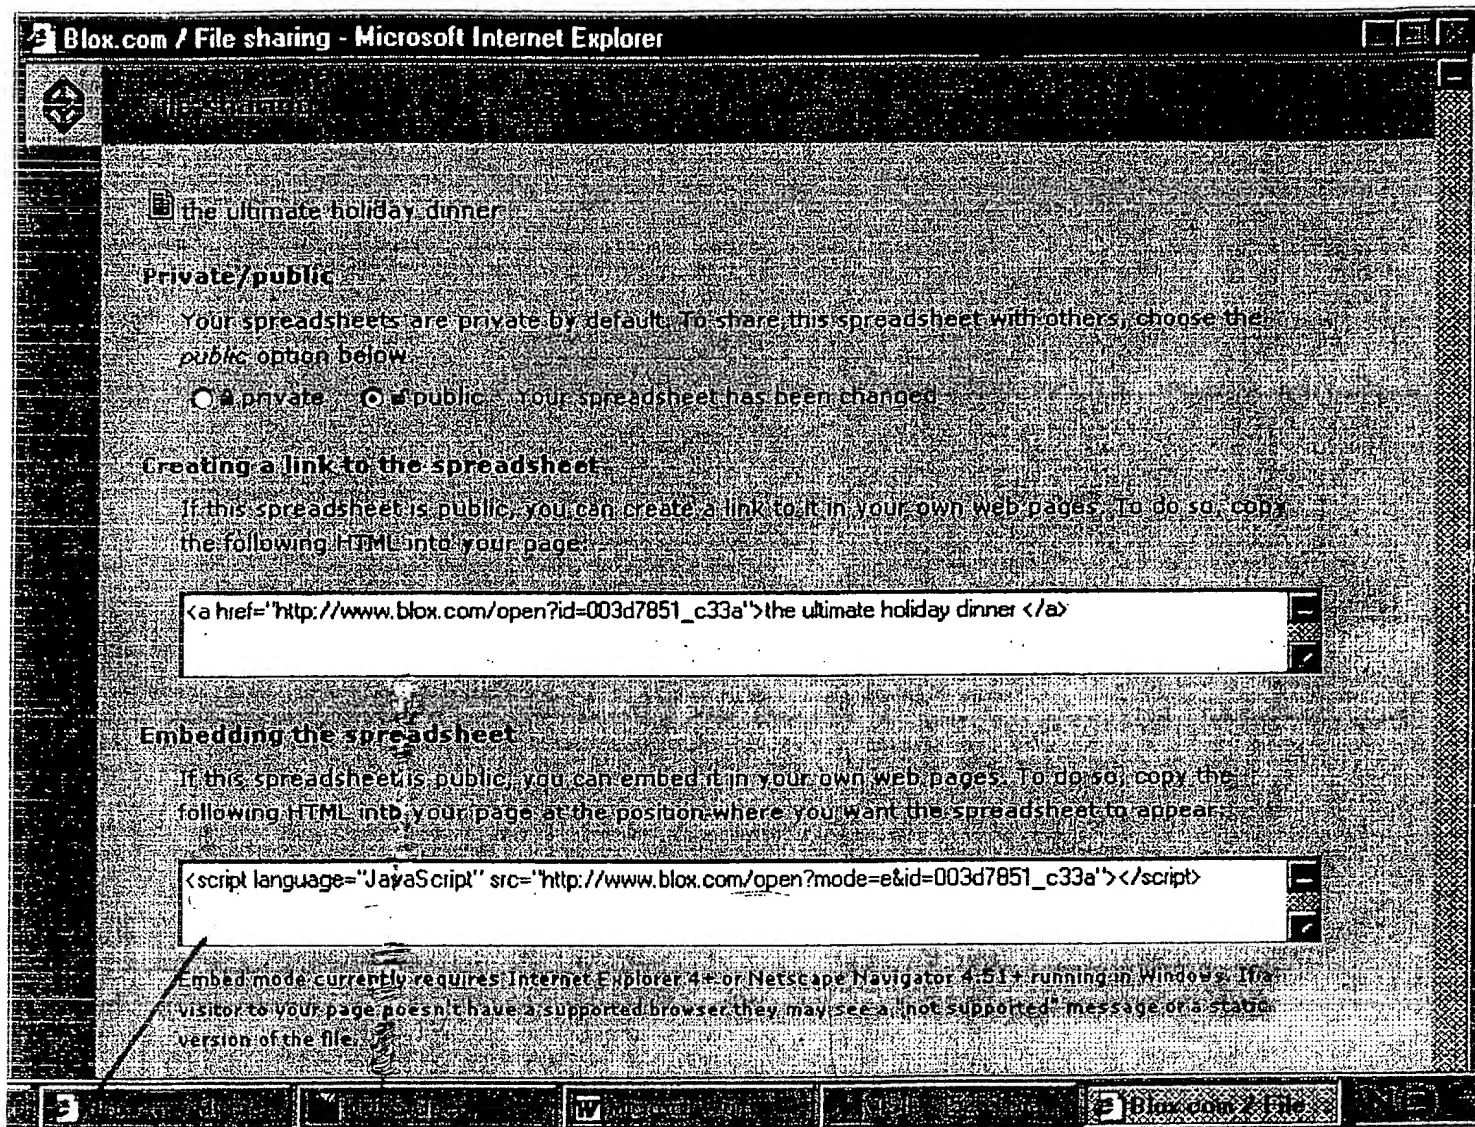 Blox.com / File sharing - Microsoft Internet Explorer
File sharing
the ultimate holiday dinner
Private/public
Your spreadsheets are private by default. To share this spreadsheet with others, choose the
public option below.
private public Your spreadsheet has been changed
Creating a link to the spreadsheet
If this spreadsheet is public, you can create a link to it in your own web pages. To do so, copy
the following HTML into your page:
<a href="http://www.blox.com/open?id=003d7851_c33a">the ultimate holiday dinner </a>
Embedding the spreadsheet
If this spreadsheet is public, you can embed it in your own web pages. To do so, copy the
following HTML into your page at the position where you want the spreadsheet to appear.
<script language="JavaScript" src="http://www.blox.com/open?mode=e&id=003d7851_c33a"></script>
Embed mode currently requires Internet Explorer 4+ or Netscape Navigator 4.51+ running in Windows. If a
visitor to your page doesn't have a supported browser they may see a "not supported" message or a static
version of the file.
Blox.com / File